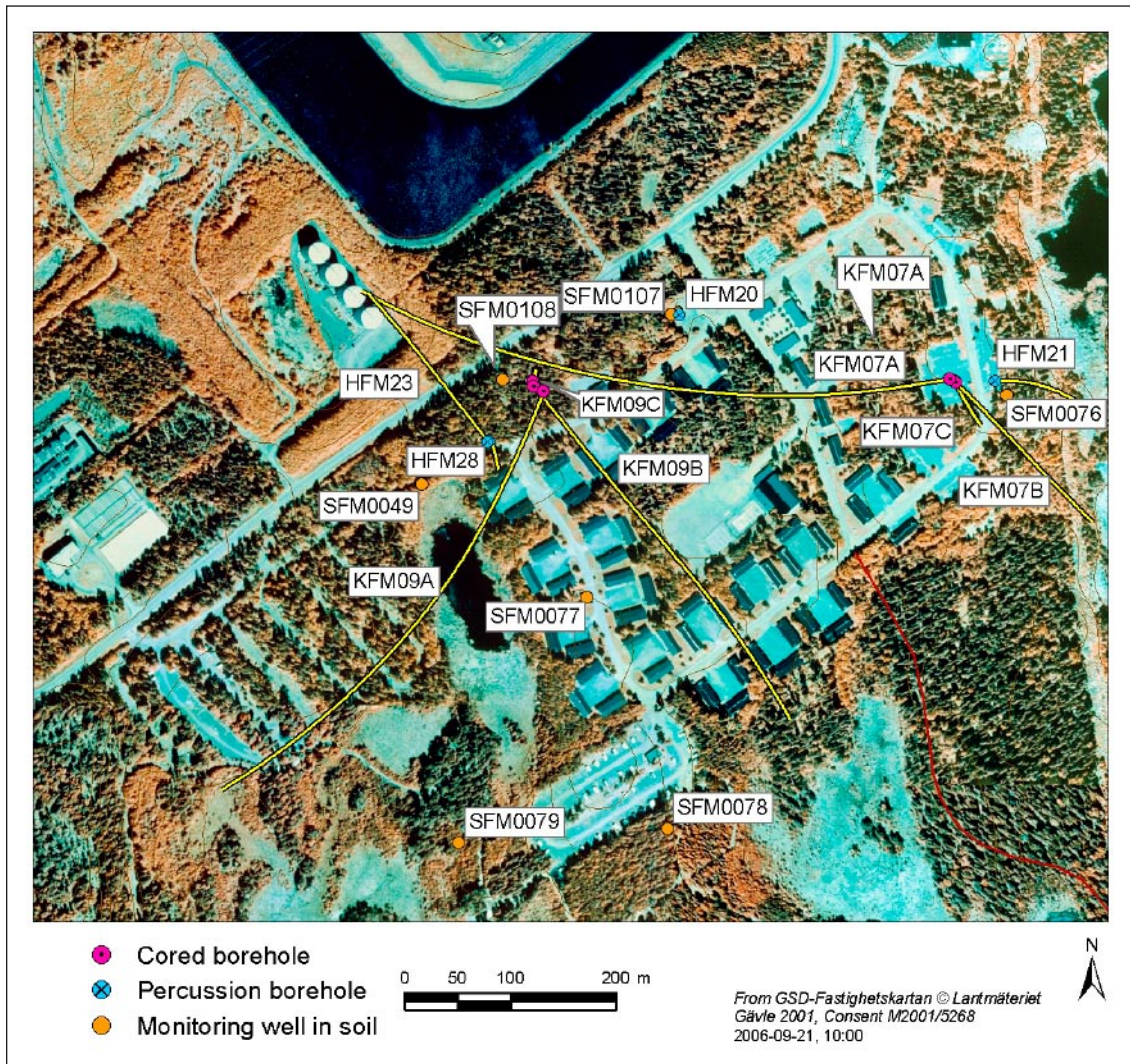 KFM07A
SFM0107
HFM20
SFM0108
HFM21
KFM07A
HFM23
KFM09C
SFM0076
KFM07C
HFM28
KFM09B
KFM07B
SFM0049
KFM09A
SFM0077
SFM0079
SFM0078
Cored borehole
Percussion borehole
Monitoring well in soil
0 50 100 200 m
N
From GSD-Fastighetskartan © Lantmäteriet
Gävle 2001, Consent M2001/5268
2006-09-21, 10:00